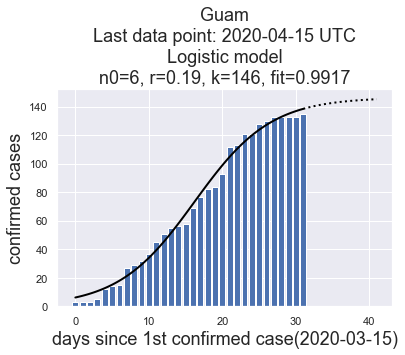 Guam
Last data point: 2020-04-15 UTC
Logistic model
n0=6, r=0.19, k=146, fit=0.9917
140
120
100
80
60
40
20
0
confirmed cases
0 10 20 30 40
days since 1st confirmed case(2020-03-15)